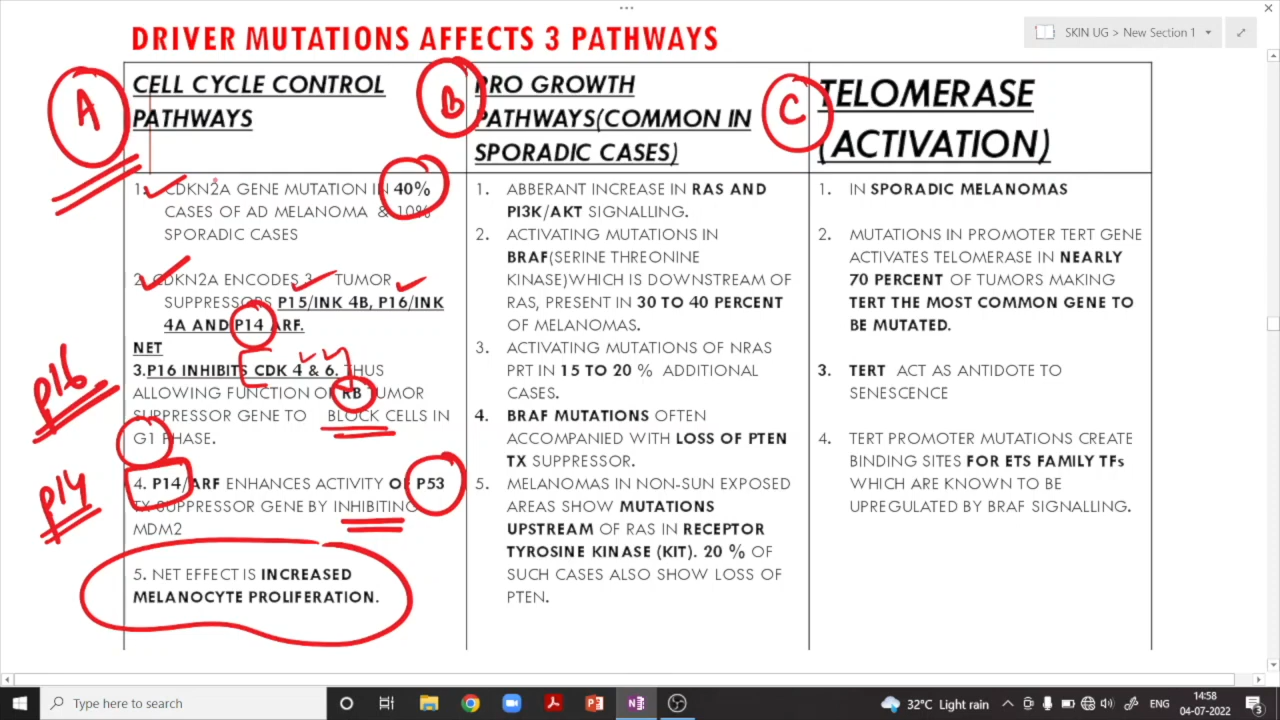 SKIN UG > New Section 1
DRIVER MUTATIONS AFFECTS 3 PATHWAYS
A
CELL CYCLE CONTROL
PATHWAYS
1. CDKN2A GENE MUTATION IN 40%
CASES OF AD MELANOMA & 10%
SPORADIC CASES
2. CDKN2A ENCODES 3 TUMOR
SUPPRESSORS P15/INK 4B, P16/INK
4A AND P14 ARF.
NET
3.P16 INHIBITS CDK 4 & 6. THUS
ALLOWING FUNCTION OF RB TUMOR
SUPPRESSOR GENE TO BLOCK CELLS IN
G1 PHASE.
4. P14/ARF ENHANCES ACTIVITY OF P53
TX SUPPRESSOR GENE BY INHIBITING
MDM2
5. NET EFFECT IS INCREASED
MELANOCYTE PROLIFERATION.
P16
P14
B
PRO GROWTH
PATHWAYS(COMMON IN
SPORADIC CASES)
1. ABBERANT INCREASE IN RAS AND
PI3K/AKT SIGNALLING.
2. ACTIVATING MUTATIONS IN
BRAF(SERINE THREONINE
KINASE)WHICH IS DOWNSTREAM OF
RAS, PRESENT IN 30 TO 40 PERCENT
OF MELANOMAS.
3. ACTIVATING MUTATIONS OF NRAS
PRT IN 15 TO 20 % ADDITIONAL
CASES.
4. BRAF MUTATIONS OFTEN
ACCOMPANIED WITH LOSS OF PTEN
TX SUPPRESSOR.
5. MELANOMAS IN NON-SUN EXPOSED
AREAS SHOW MUTATIONS
UPSTREAM OF RAS IN RECEPTOR
TYROSINE KINASE (KIT). 20 % OF
SUCH CASES ALSO SHOW LOSS OF
PTEN.
C
TELOMERASE
(ACTIVATION)
1. IN SPORADIC MELANOMAS
2. MUTATIONS IN PROMOTER TERT GENE
ACTIVATES TELOMERASE IN NEARLY
70 PERCENT OF TUMORS MAKING
TERT THE MOST COMMON GENE TO
BE MUTATED.
3. TERT ACT AS ANTIDOTE TO
SENESCENCE
4. TERT PROMOTER MUTATIONS CREATE
BINDING SITES FOR ETS FAMILY TFs
WHICH ARE KNOWN TO BE
UPREGULATED BY BRAF SIGNALLING.
Type here to search
32°C Light rain
ENG
14:58
04-07-2022
3